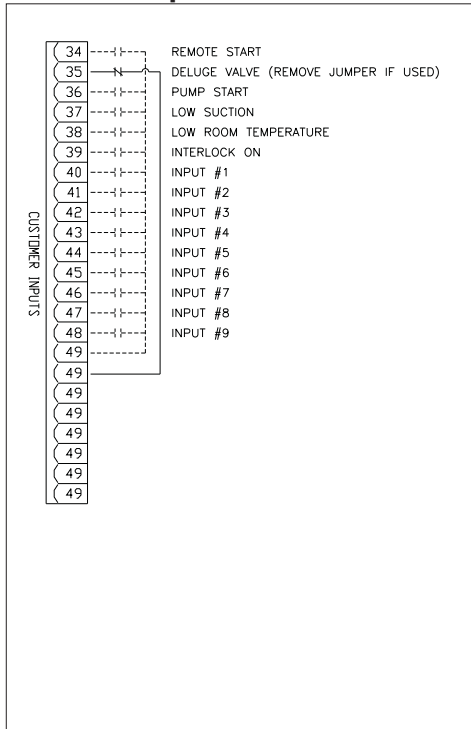 34 REMOTE START
35 DELUGE VALVE (REMOVE JUMPER IF USED)
36 PUMP START
37 LOW SUCTION
38 LOW ROOM TEMPERATURE
39 INTERLOCK ON
40 INPUT #1
41 INPUT #2
42 INPUT #3
43 INPUT #4
44 INPUT #5
45 INPUT #6
46 INPUT #7
47 INPUT #8
48 INPUT #9
49
49
49
49
49
49
49
49
CUSTOMER INPUTS